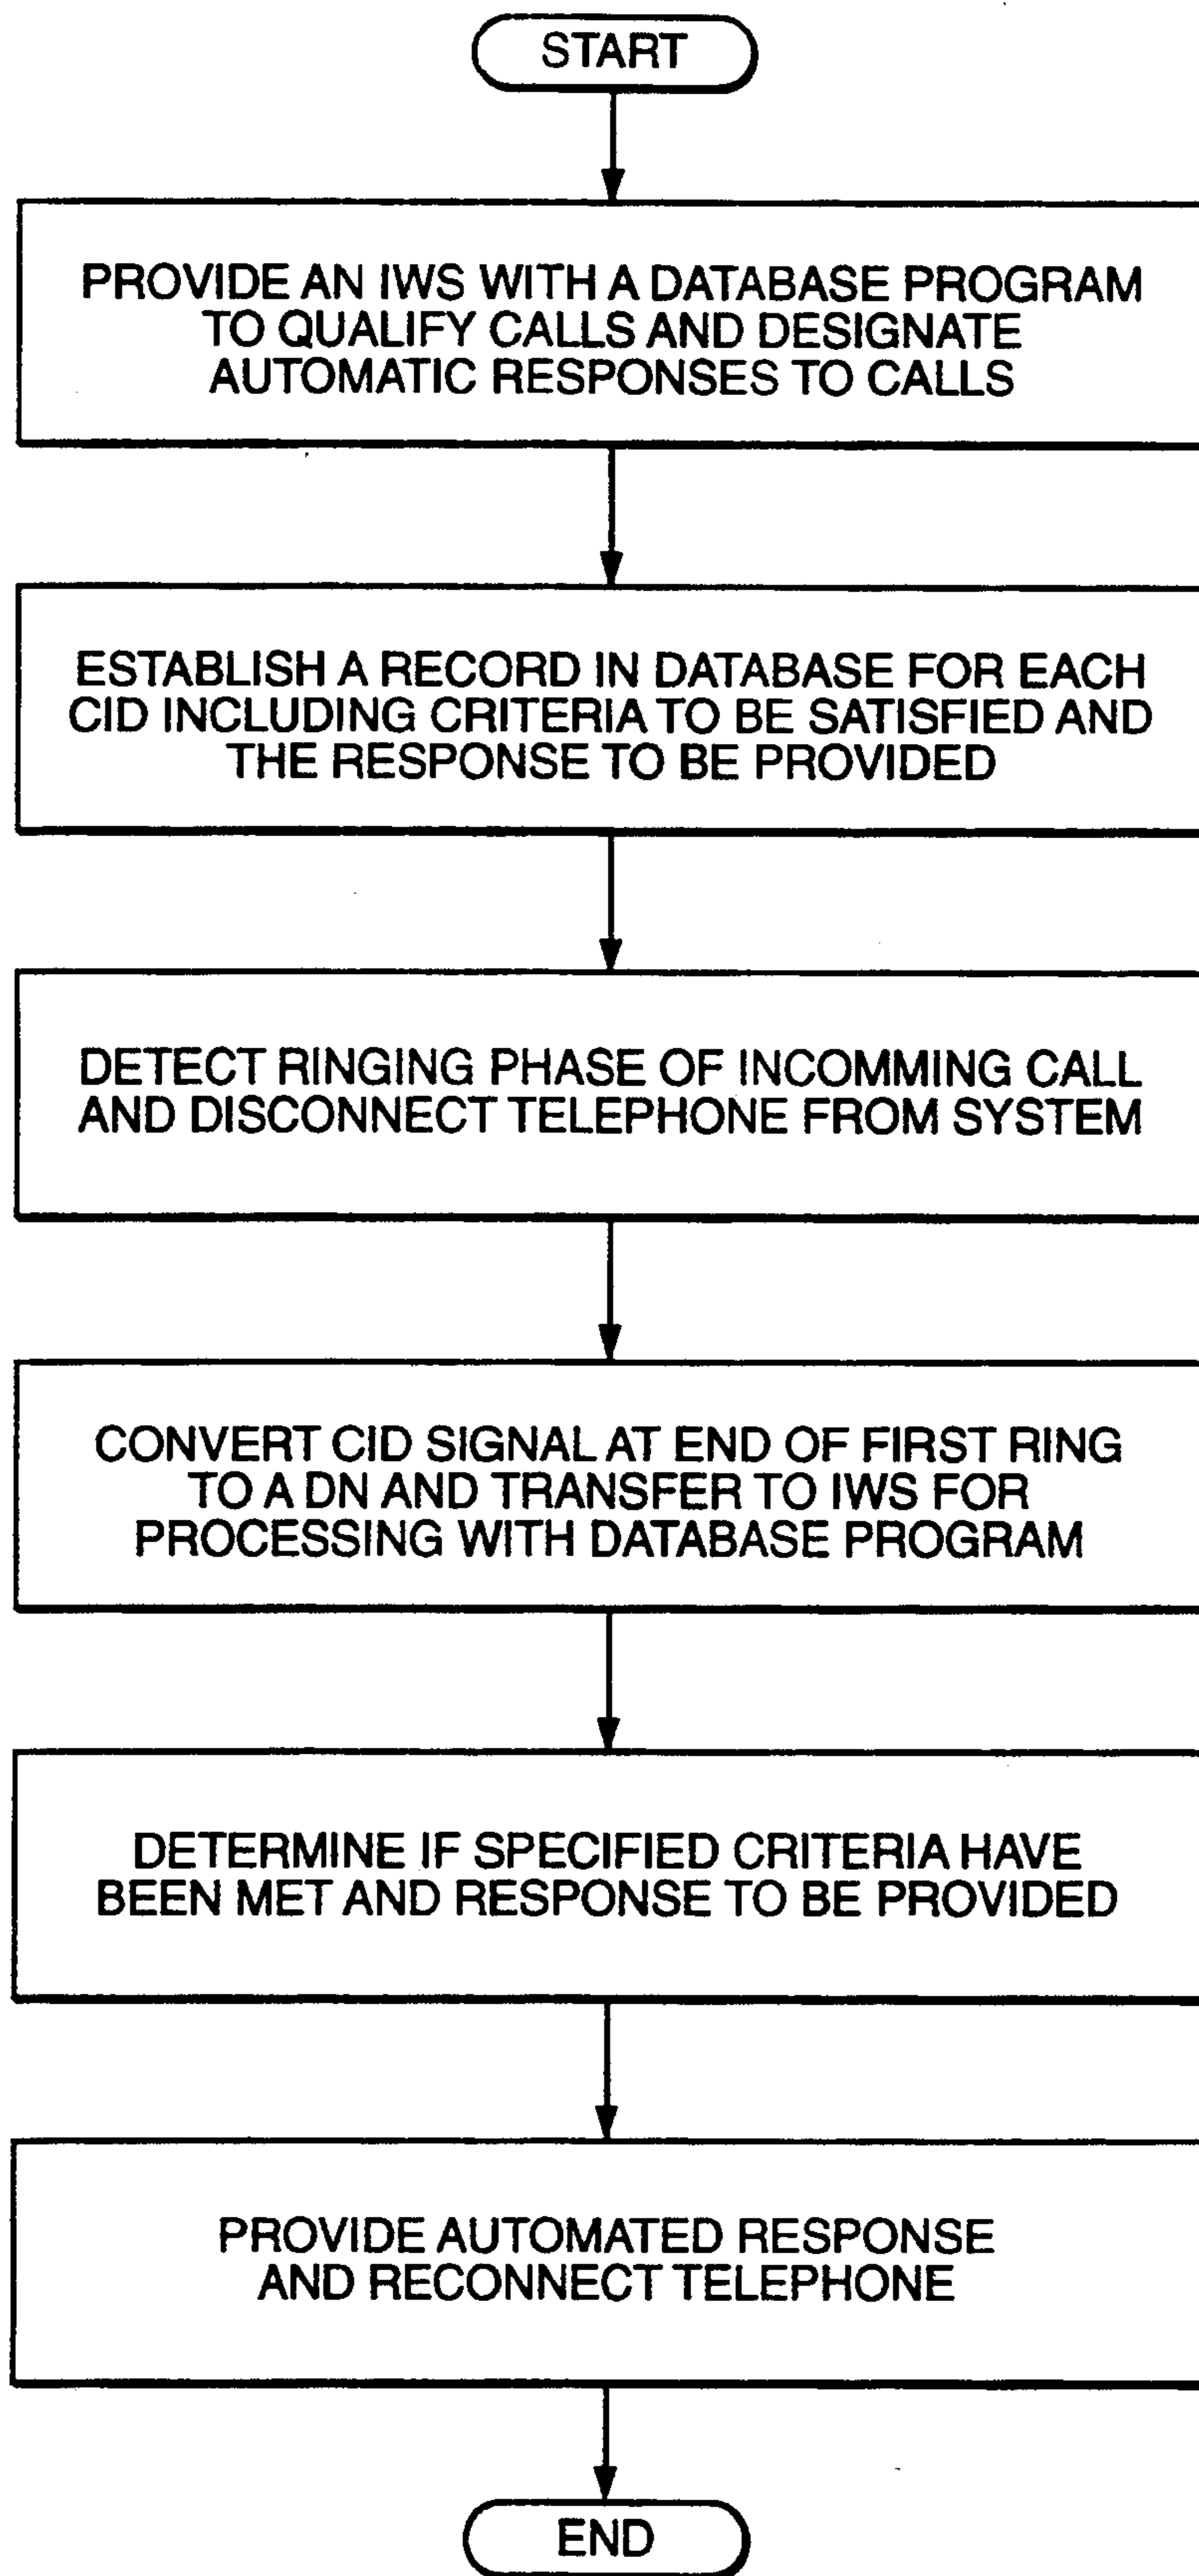 START
PROVIDE AN IWS WITH A DATABASE PROGRAM
TO QUALIFY CALLS AND DESIGNATE
AUTOMATIC RESPONSES TO CALLS
ESTABLISH A RECORD IN DATABASE FOR EACH
CID INCLUDING CRITERIA TO BE SATISFIED AND
THE RESPONSE TO BE PROVIDED
DETECT RINGING PHASE OF INCOMMING CALL
AND DISCONNECT TELEPHONE FROM SYSTEM
CONVERT CID SIGNAL AT END OF FIRST RING
TO A DN AND TRANSFER TO IWS FOR
PROCESSING WITH DATABASE PROGRAM
DETERMINE IF SPECIFIED CRITERIA HAVE
BEEN MET AND RESPONSE TO BE PROVIDED
PROVIDE AUTOMATED RESPONSE
AND RECONNECT TELEPHONE
END